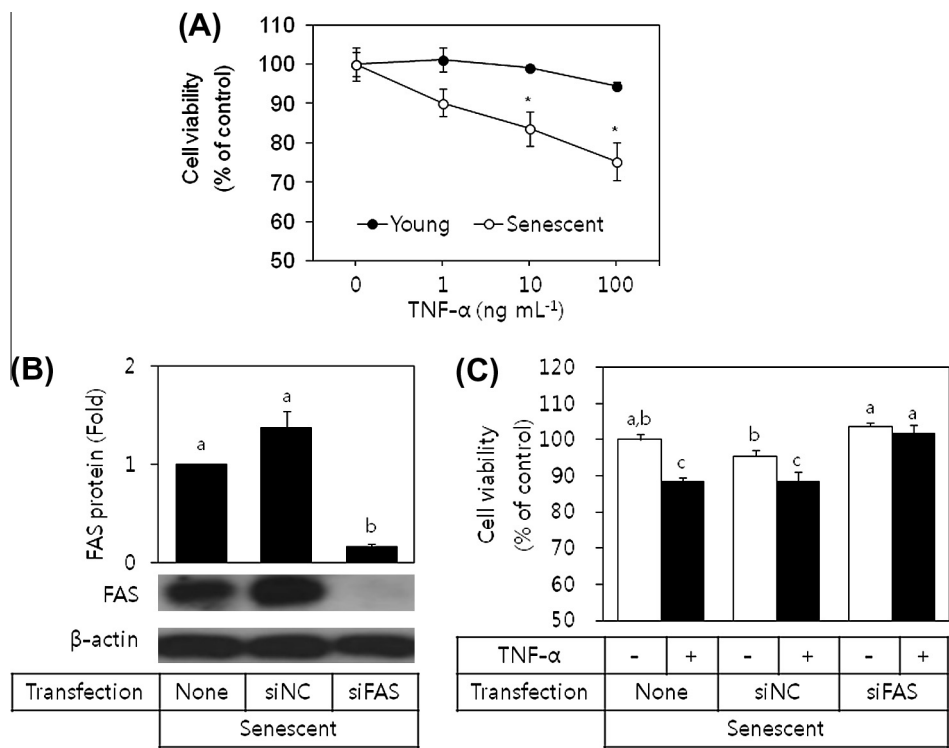 (A)
Cell viability
(% of control)
110
100
90
80
70
60
50
*
*
Young
Senescent
0 1 10 100
TNF-α (ng mL⁻¹)
(B)
FAS protein (Fold)
2
1
0
a
a
b
FAS
β-actin
Transfection None siNC siFAS
Senescent
(C)
Cell viability
(% of control)
120
110
100
90
80
70
60
50
a,b
c
b
c
a
a
TNF-α - + - + - +
Transfection None siNC siFAS
Senescent